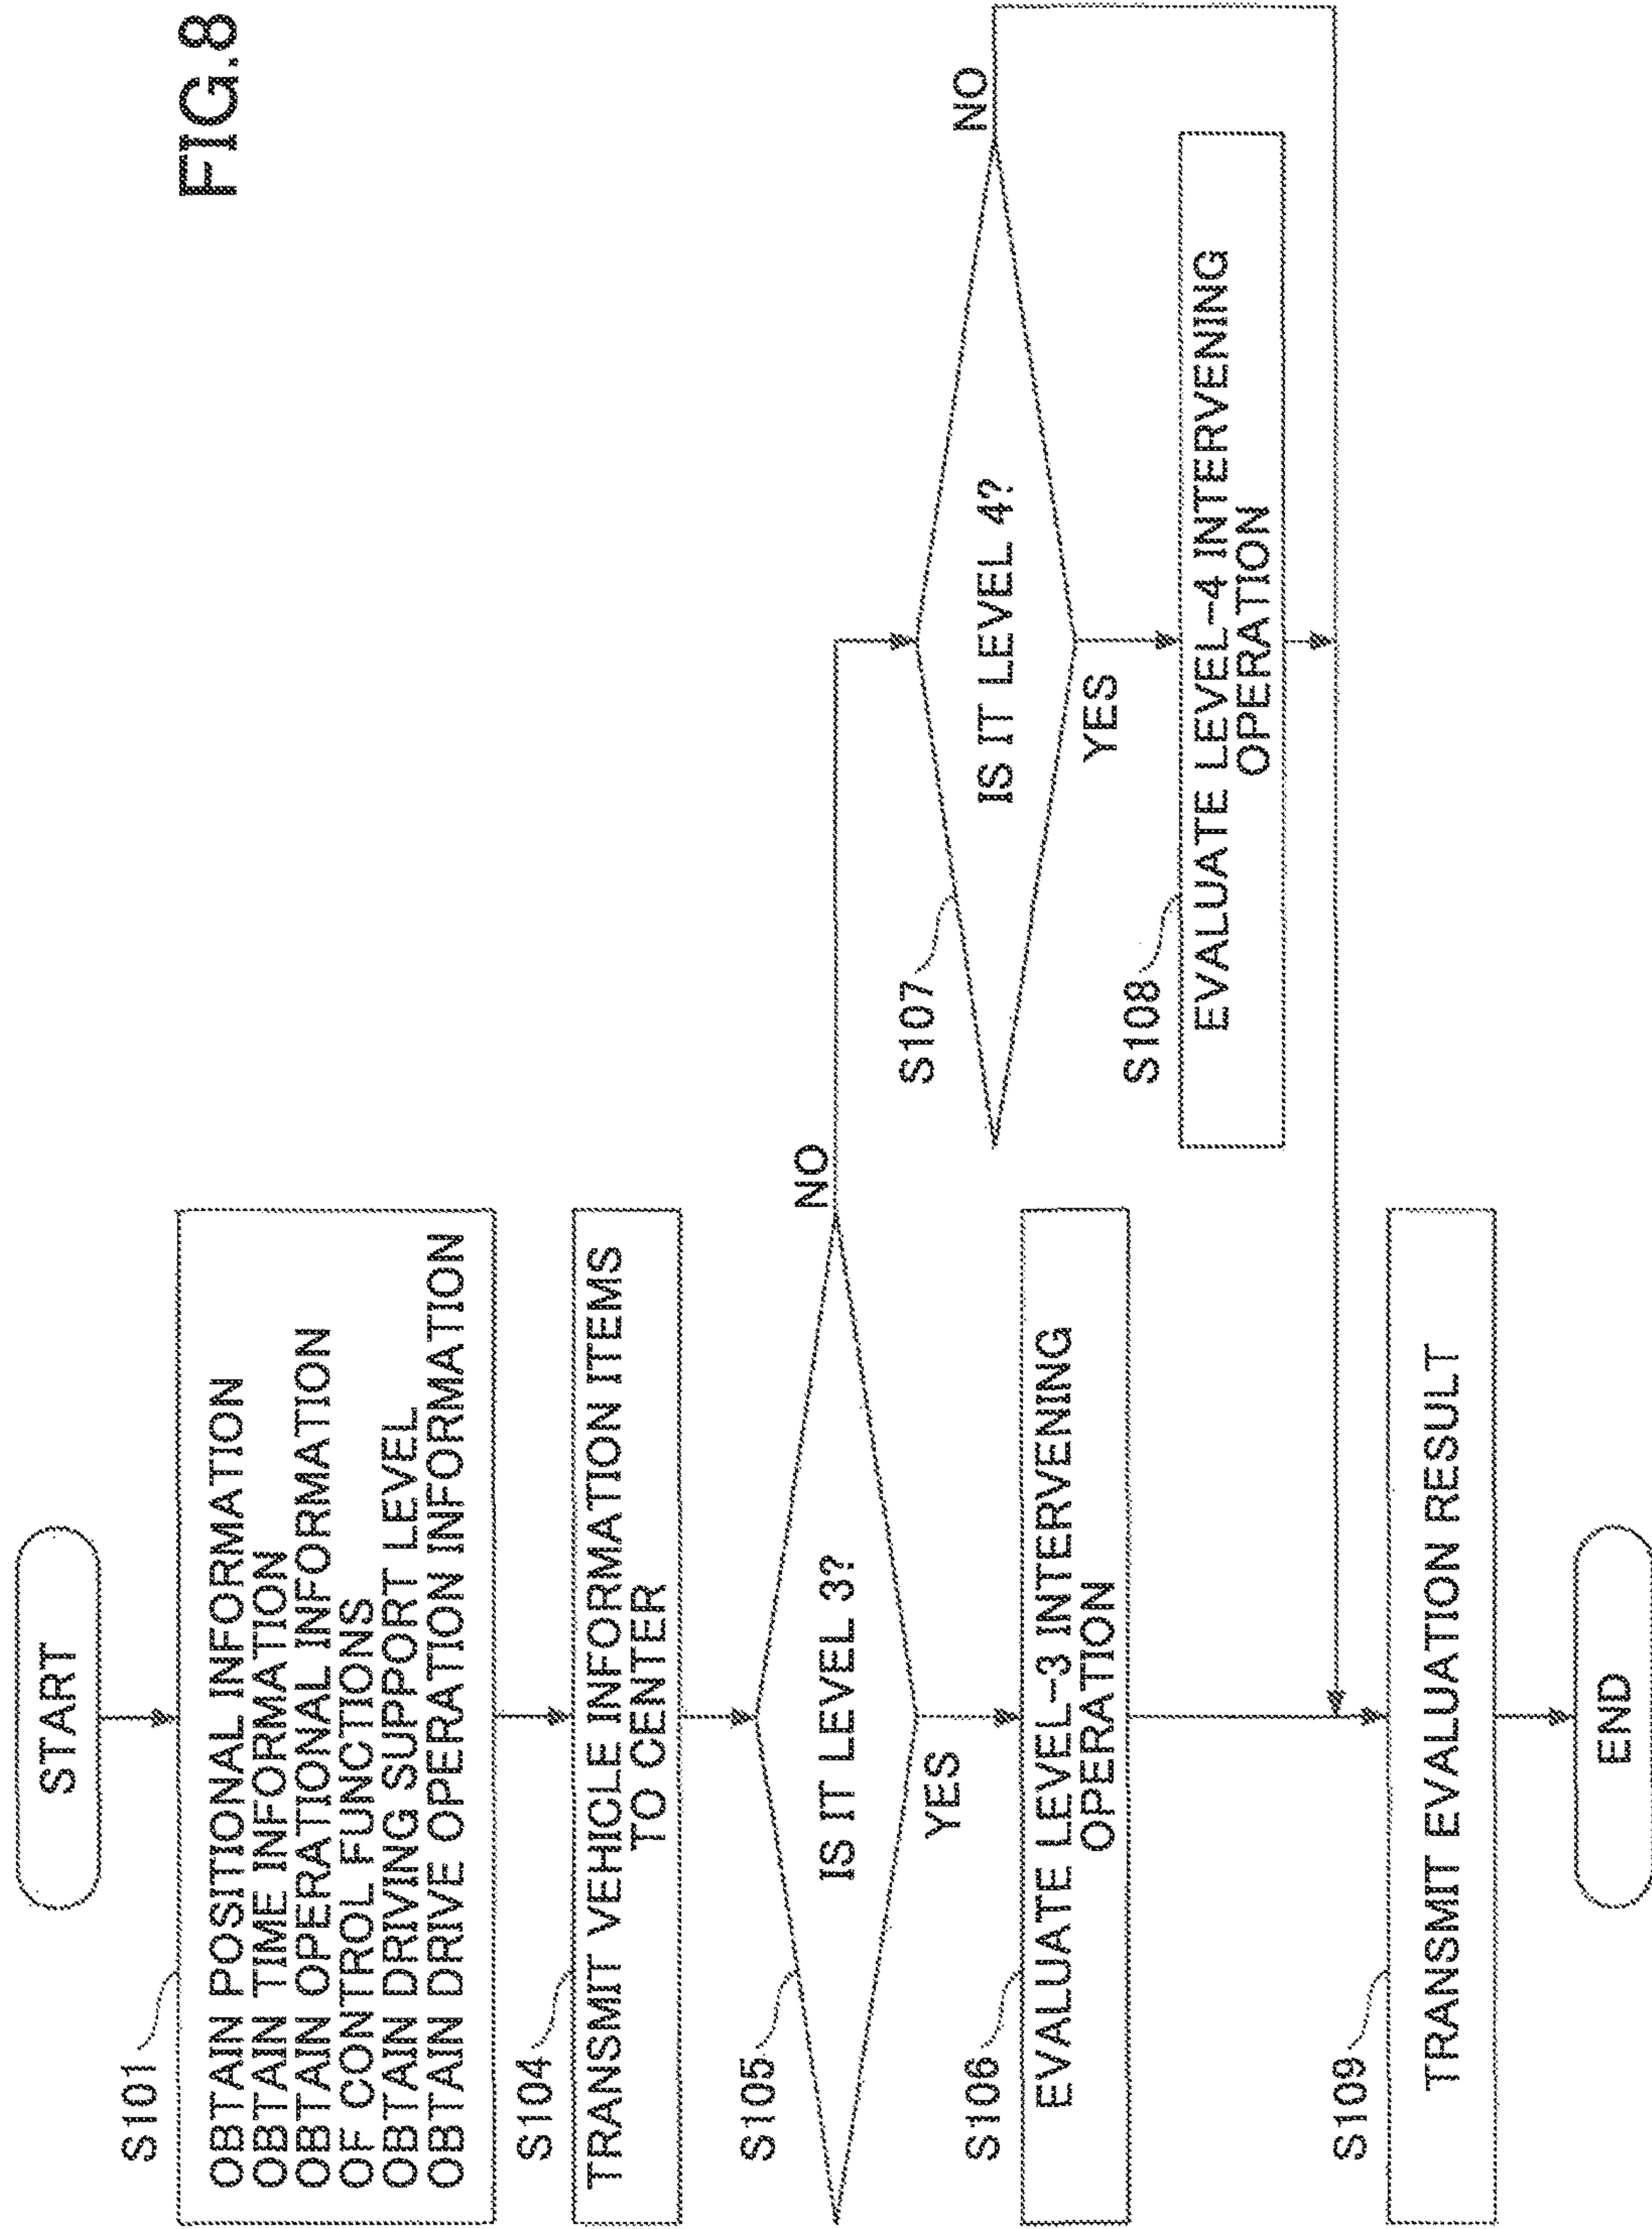 FIG.8
START
S101
OBTAIN POSITIONAL INFORMATION
OBTAIN TIME INFORMATION
OBTAIN OPERATIONAL INFORMATION
OF CONTROL FUNCTIONS
OBTAIN DRIVING SUPPORT LEVEL
OBTAIN DRIVE OPERATION INFORMATION
S104
TRANSMIT VEHICLE INFORMATION ITEMS
TO CENTER
S105
IS IT LEVEL 3?
NO
YES
S106
EVALUATE LEVEL-3 INTERVENING
OPERATION
S107
IS IT LEVEL 4?
NO
YES
S108
EVALUATE LEVEL-4 INTERVENING
OPERATION
S109
TRANSMIT EVALUATION RESULT
END